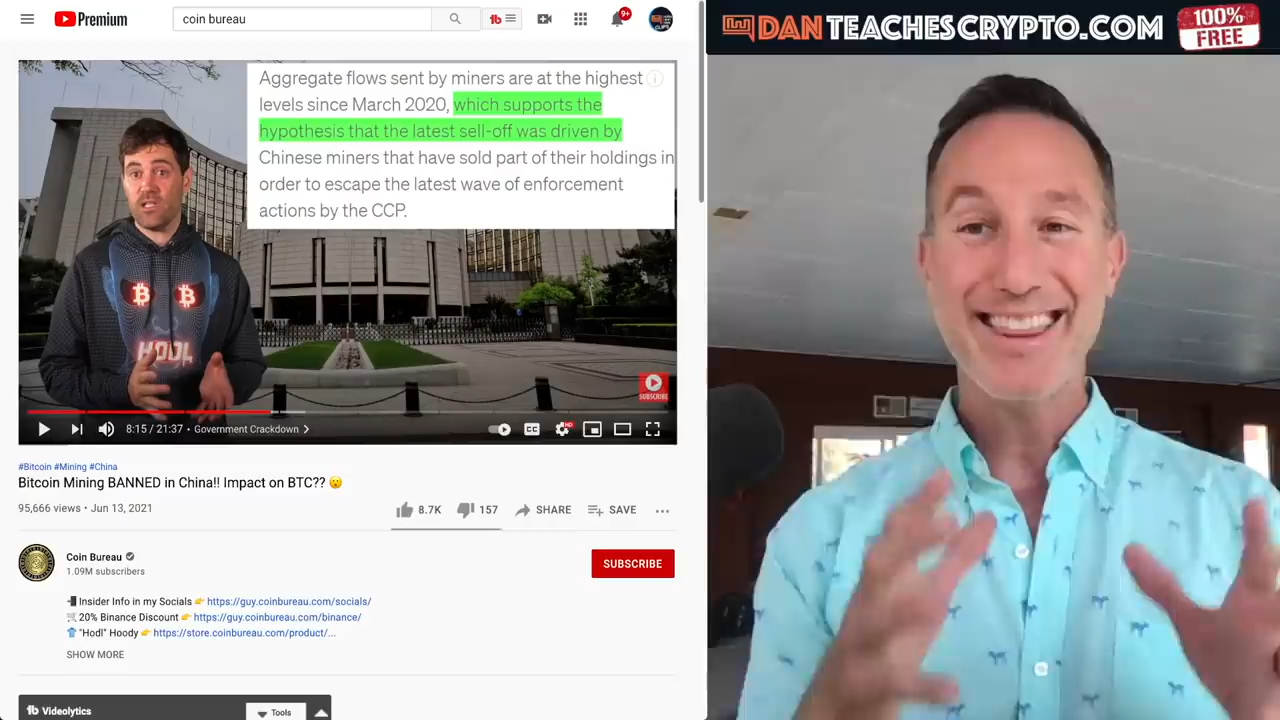 Premium
coin bureau
tb
9+
DANTEACHESCRYPTO.COM
100%
FREE
Aggregate flows sent by miners are at the highest
levels since March 2020, which supports the
hypothesis that the latest sell-off was driven by
Chinese miners that have sold part of their holdings in
order to escape the latest wave of enforcement
actions by the CCP.
HODL
SUBSCRIBE
8:15 / 21:37 • Government Crackdown
CC
HD
#Bitcoin #Mining #China
Bitcoin Mining BANNED in China!! Impact on BTC?? 😮
95,666 views • Jun 13, 2021
8.7K 157 SHARE SAVE
Coin Bureau
1.09M subscribers
SUBSCRIBE
📲 Insider Info in my Socials 👉 https://guy.coinbureau.com/socials/
🛒 20% Binance Discount 👉 https://guy.coinbureau.com/binance/
👕 "Hodl" Hoody 👉 https://store.coinbureau.com/product/...
SHOW MORE
tb Videolytics
Tools